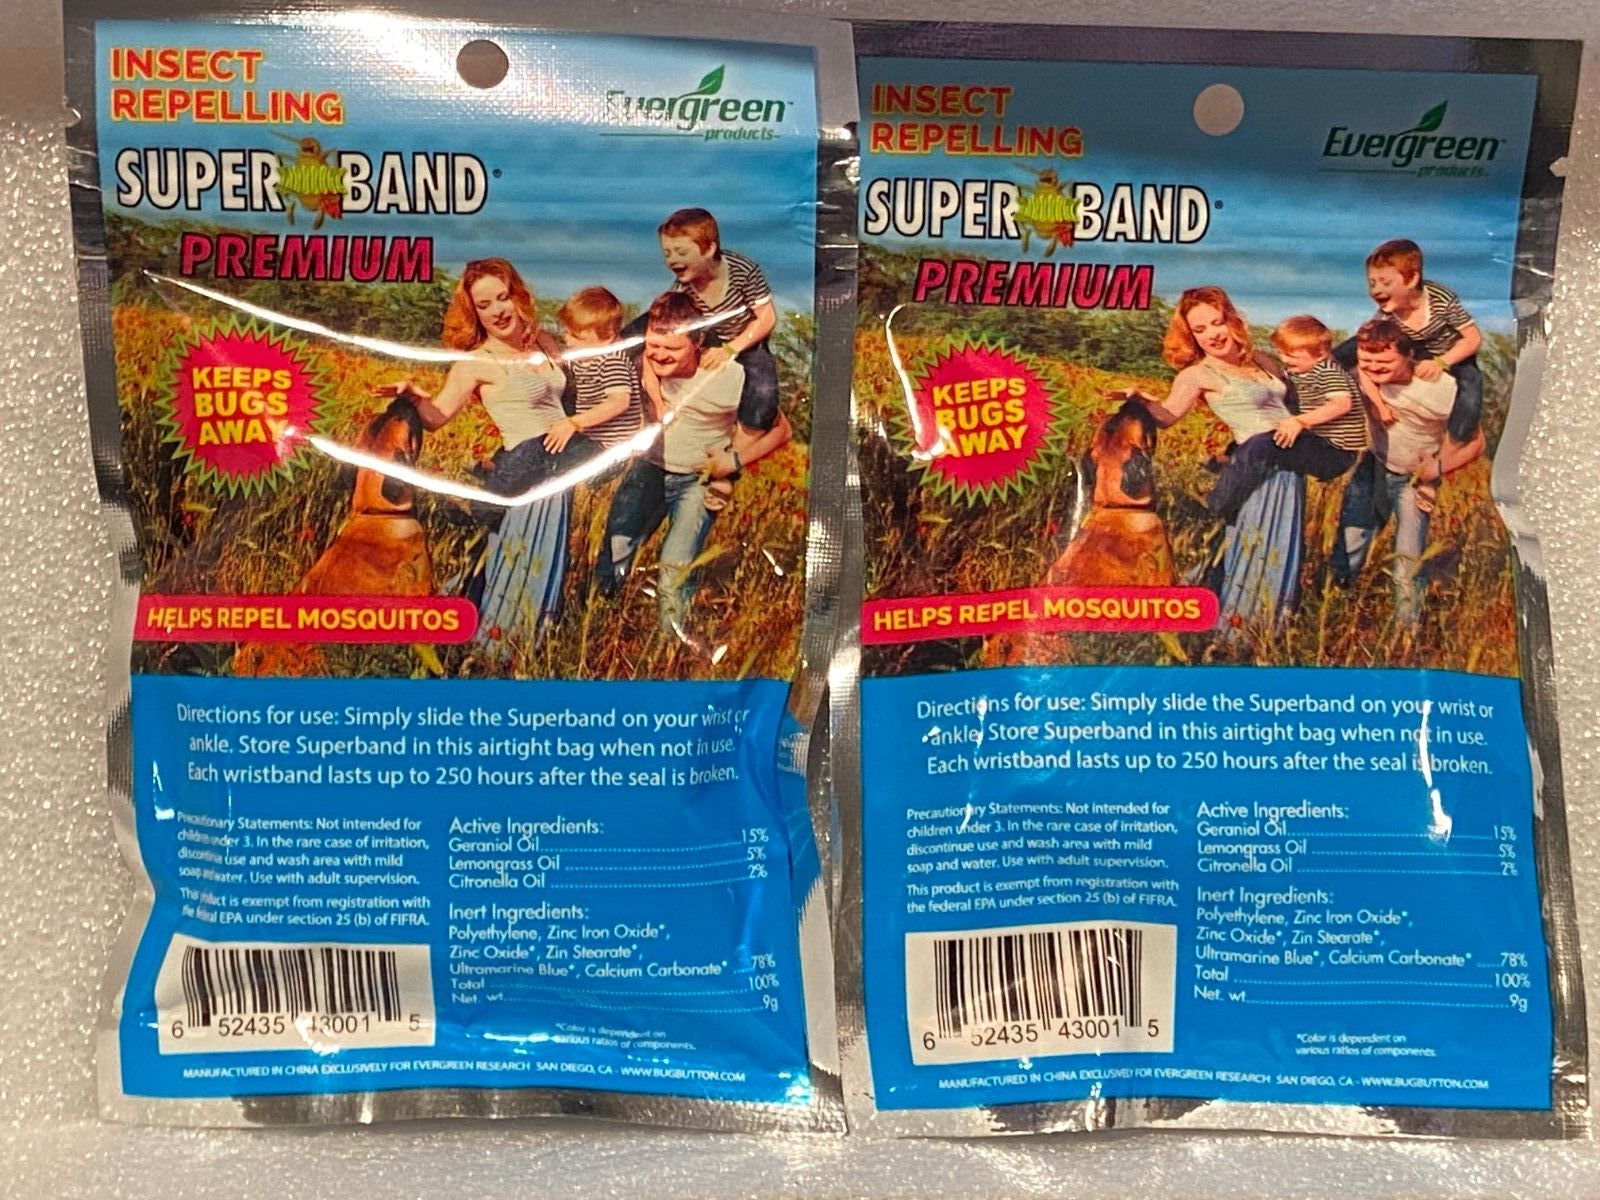 INSECT
REPELLING
Evergreen
products
SUPER BAND
PREMIUM
KEEPS
BUGS
AWAY
HELPS REPEL MOSQUITOS
Directions for use: Simply slide the Superband on your wrist or
ankle. Store Superband in this airtight bag when not in use.
Each wristband lasts up to 250 hours after the seal is broken.
Precautionary Statements: Not intended for
children under 3. In the rare case of irritation,
discontinue use and wash area with mild
soap and water. Use with adult supervision.
This product is exempt from registration with
the federal EPA under section 25 (b) of FIFRA.
Active Ingredients:
Geraniol Oil 15%
Lemongrass Oil 5%
Citronella Oil 2%
Inert Ingredients:
Polyethylene, Zinc Iron Oxide*,
Zinc Oxide*, Zin Stearate*,
Ultramarine Blue*, Calcium Carbonate* 78%
Total 100%
Net. wt 9g
6 52435 43001 5
*Color is dependent on
various ratios of components.
MANUFACTURED IN CHINA EXCLUSIVELY FOR EVERGREEN RESEARCH SAN DIEGO, CA - WWW.BUGBUTTON.COM
INSECT
REPELLING
Evergreen
products
SUPER BAND
PREMIUM
KEEPS
BUGS
AWAY
HELPS REPEL MOSQUITOS
Directions for use: Simply slide the Superband on your wrist or
ankle. Store Superband in this airtight bag when not in use.
Each wristband lasts up to 250 hours after the seal is broken.
Precautionary Statements: Not intended for
children under 3. In the rare case of irritation,
discontinue use and wash area with mild
soap and water. Use with adult supervision.
This product is exempt from registration with
the federal EPA under section 25 (b) of FIFRA.
Active Ingredients:
Geraniol Oil 15%
Lemongrass Oil 5%
Citronella Oil 2%
Inert Ingredients:
Polyethylene, Zinc Iron Oxide*,
Zinc Oxide*, Zin Stearate*,
Ultramarine Blue*, Calcium Carbonate* 78%
Total 100%
Net. wt 9g
6 52435 43001 5
*Color is dependent on
various ratios of components.
MANUFACTURED IN CHINA EXCLUSIVELY FOR EVERGREEN RESEARCH SAN DIEGO, CA - WWW.BUGBUTTON.COM